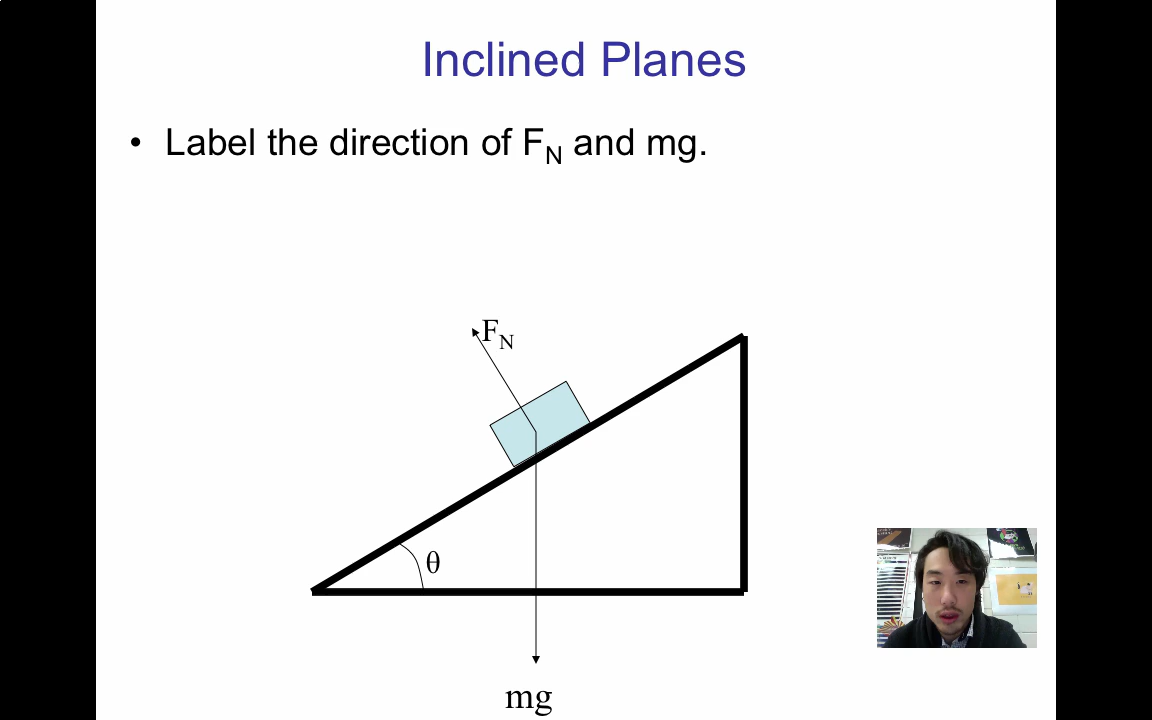 Inclined Planes
• Label the direction of FN and mg.
FN
θ
mg